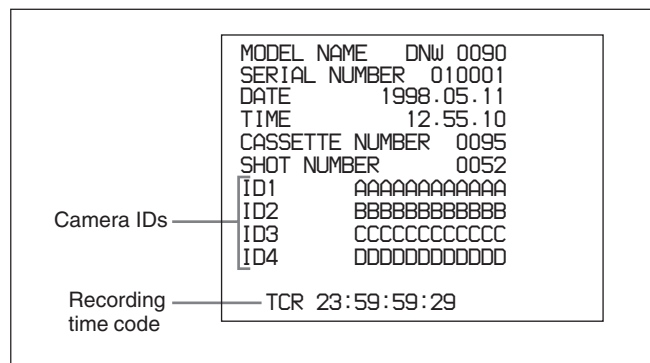 MODEL NAME DNW 0090
SERIAL NUMBER 010001
DATE 1998.05.11
TIME 12.55.10
CASSETTE NUMBER 0095
SHOT NUMBER 0052
ID1 AAAAAAAAAAAA
ID2 BBBBBBBBBBBB
ID3 CCCCCCCCCCCC
ID4 DDDDDDDDDDDD
Camera IDs
TCR 23:59:59:29
Recording
time code